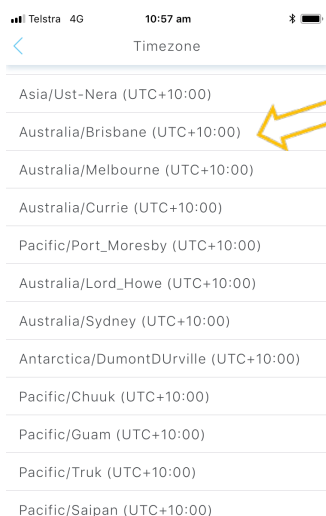 Telstra 4G 10:57 am
Timezone
Asia/Ust-Nera (UTC+10:00)
Australia/Brisbane (UTC+10:00)
Australia/Melbourne (UTC+10:00)
Australia/Currie (UTC+10:00)
Pacific/Port_Moresby (UTC+10:00)
Australia/Lord_Howe (UTC+10:00)
Australia/Sydney (UTC+10:00)
Antarctica/DumontDUrville (UTC+10:00)
Pacific/Chuuk (UTC+10:00)
Pacific/Guam (UTC+10:00)
Pacific/Truk (UTC+10:00)
Pacific/Saipan (UTC+10:00)